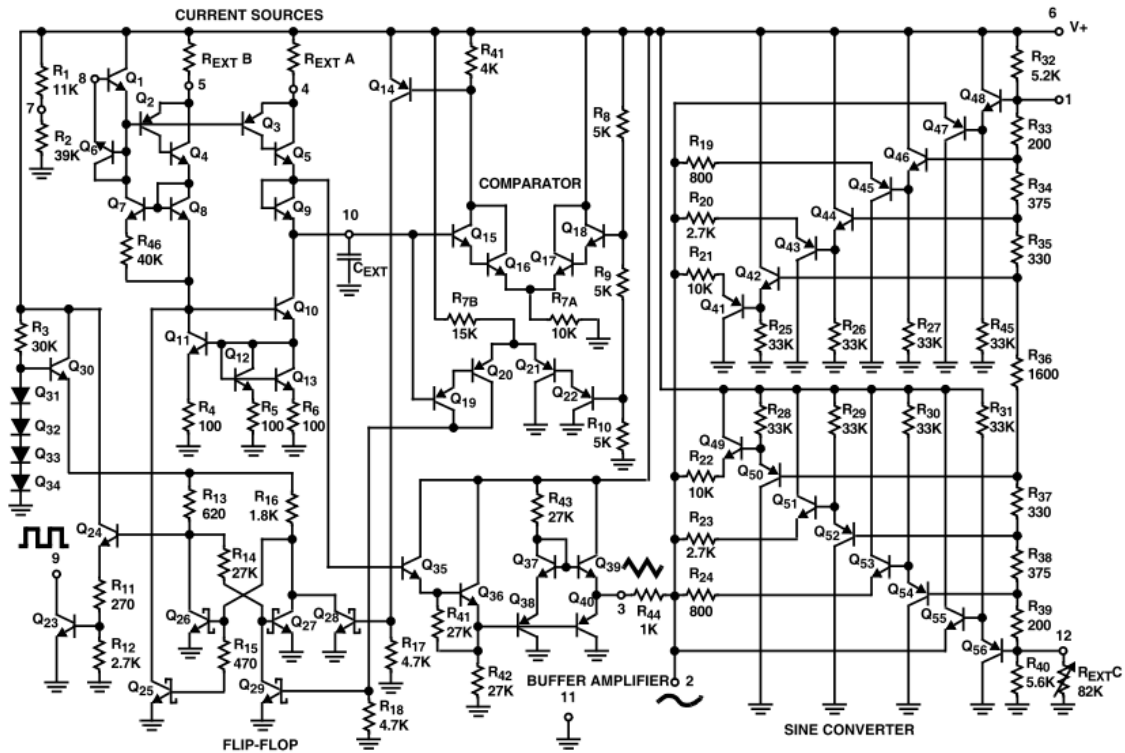 CURRENT SOURCES
6
V+
R1
11K
8
Q1
REXT B
5
REXT A
4
R41
4K
Q14
R32
5.2K
Q48
1
7
R2
39K
Q6
Q2
Q3
Q4
Q5
R8
5K
Q47
R33
200
R19
800
Q46
COMPARATOR
Q45
R34
375
Q7
Q8
Q9
10
R20
2.7K
Q44
R46
40K
CEXT
Q15
Q16
Q17
Q18
R9
5K
Q43
R35
330
R21
10K
Q42
Q41
Q10
R7B
15K
R7A
10K
R3
30K
Q30
Q11
Q12
Q13
R25
33K
R26
33K
R27
33K
R45
33K
R36
1600
Q20
Q21
Q19
Q22
Q31
Q32
Q33
Q34
R4
100
R5
100
R6
100
R10
5K
R28
33K
R29
33K
R30
33K
R31
33K
Q49
R22
10K
Q50
R13
620
R16
1.8K
R43
27K
R37
330
Q24
Q51
Q52
R23
2.7K
9
R14
27K
Q35
Q37
Q39
R38
375
R11
270
Q36
Q53
R24
800
Q54
Q23
Q26
Q27
Q28
R41
27K
Q38
Q40
3
R44
1K
Q55
R39
200
R12
2.7K
R15
470
R17
4.7K
Q56
12
Q25
Q29
R42
27K
BUFFER AMPLIFIER
2
R40
5.6K
REXTC
82K
R18
4.7K
11
FLIP-FLOP
SINE CONVERTER